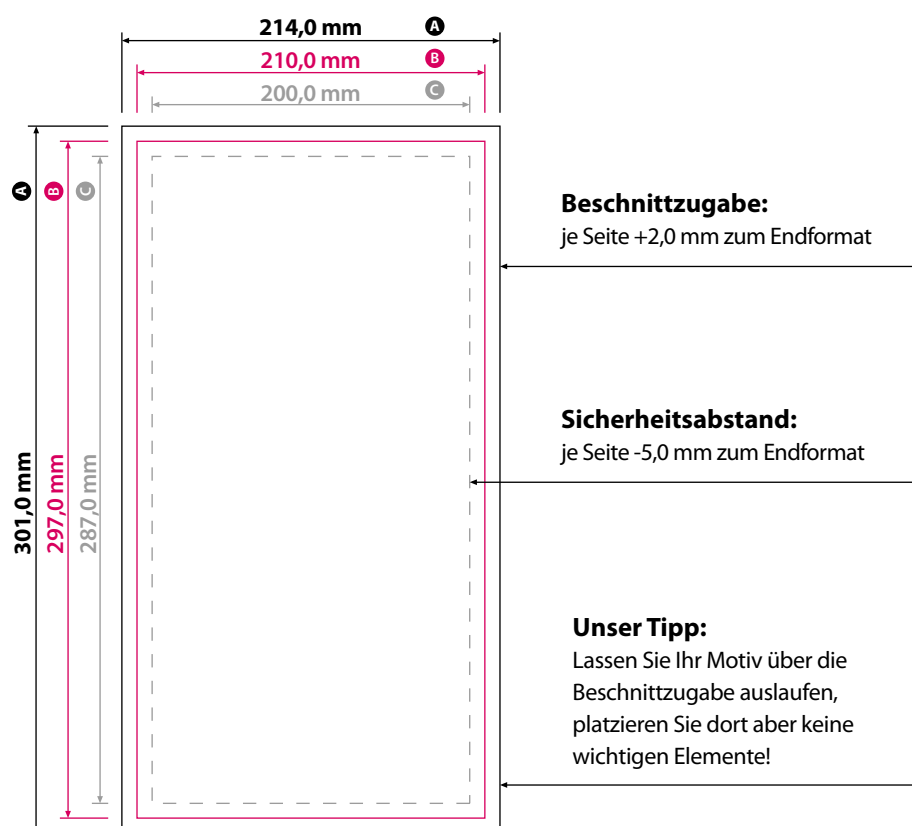 214,0 mm A
210,0 mm B
200,0 mm C
A B C
301,0 mm
297,0 mm
287,0 mm
Beschnittzugabe:
je Seite +2,0 mm zum Endformat
Sicherheitsabstand:
je Seite -5,0 mm zum Endformat
Unser Tipp:
Lassen Sie Ihr Motiv über die
Beschnittzugabe auslaufen,
platzieren Sie dort aber keine
wichtigen Elemente!